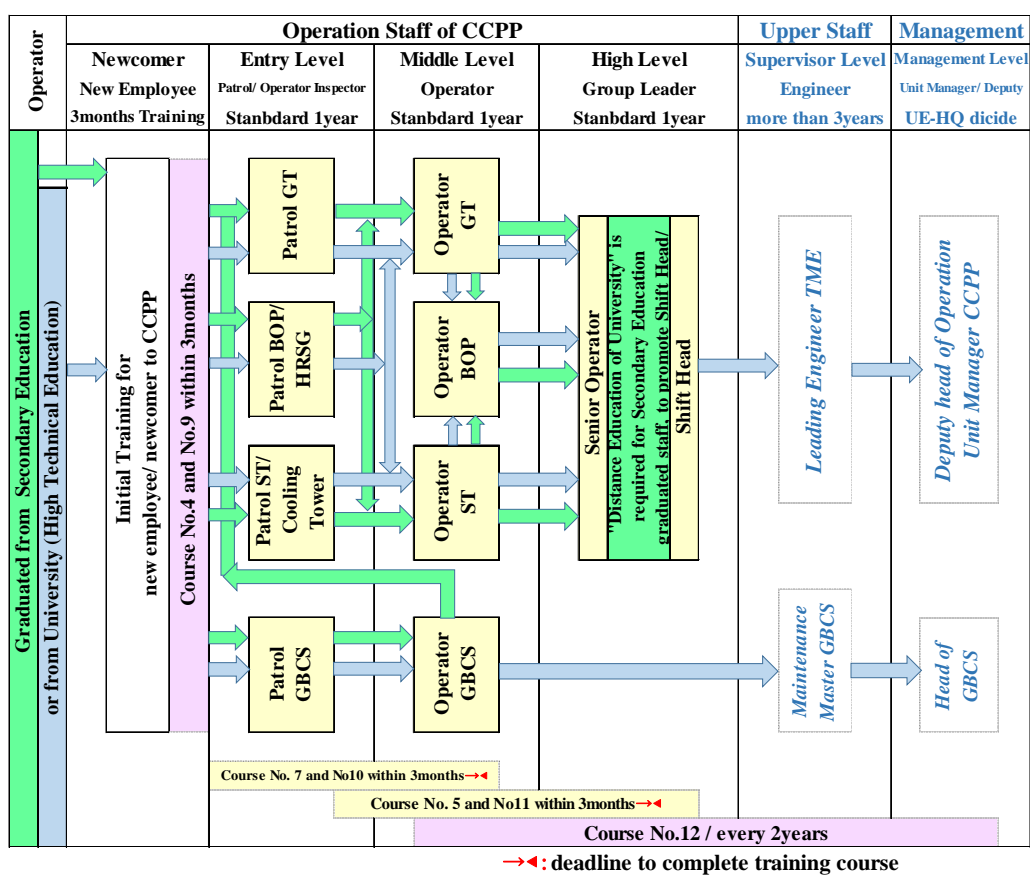 Operator
Operation Staff of CCPP
Upper Staff
Management
Newcomer
New Employee
3months Training
Entry Level
Patrol/ Operator Inspector
Stanbdard 1year
Middle Level
Operator
Stanbdard 1year
High Level
Group Leader
Stanbdard 1year
Supervisor Level
Engineer
more than 3years
Management Level
Unit Manager/ Deputy
UE-HQ dicide
Graduated from Secondary Education
or from University (High Technical Education)
Initial Training for
new employee/ newcomer to CCPP
Course No.4 and No.9 within 3months
Patrol GT
Patrol BOP/
HRSG
Patrol ST/
Cooling
Tower
Patrol
GBCS
Operator
GT
Operator
BOP
Operator
ST
Operator
GBCS
Senior Operator
"Distance Education of University" is
required for Secondary Education
graduated staff, to promote Shift Head/
Shift Head
Leading Engineer TME
Maintenance
Master GBCS
Deputy head of Operation
Unit Manager CCPP
Head of
GBCS
Course No. 7 and No10 within 3months
Course No. 5 and No11 within 3months
Course No.12 / every 2years
: deadline to complete training course